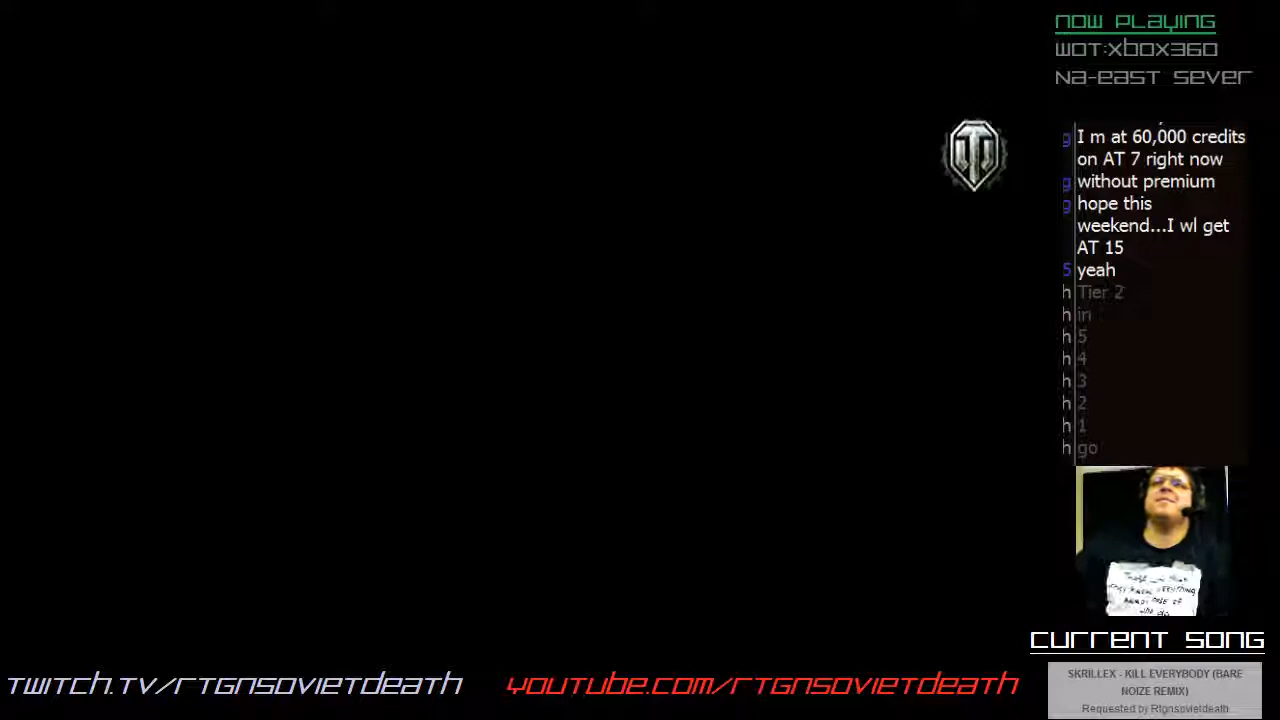 NOW PLAYING
WOT:XBOX360
NA-EAST SEVER
g I m at 60,000 credits
on AT 7 right now
g without premium
g hope this
weekend...I wl get
AT 15
5 yeah
h Tier 2
h in
h 5
h 4
h 3
h 2
h 1
h go
CURRENT SONG
SKRILLEX - KILL EVERYBODY (BARE
NOIZE REMIX)
Requested by Rtgnsovietdeath
TWITCH.TV/RTGNSOVIETDEATH
YOUTUBE.COM/RTGNSOVIETDEATH